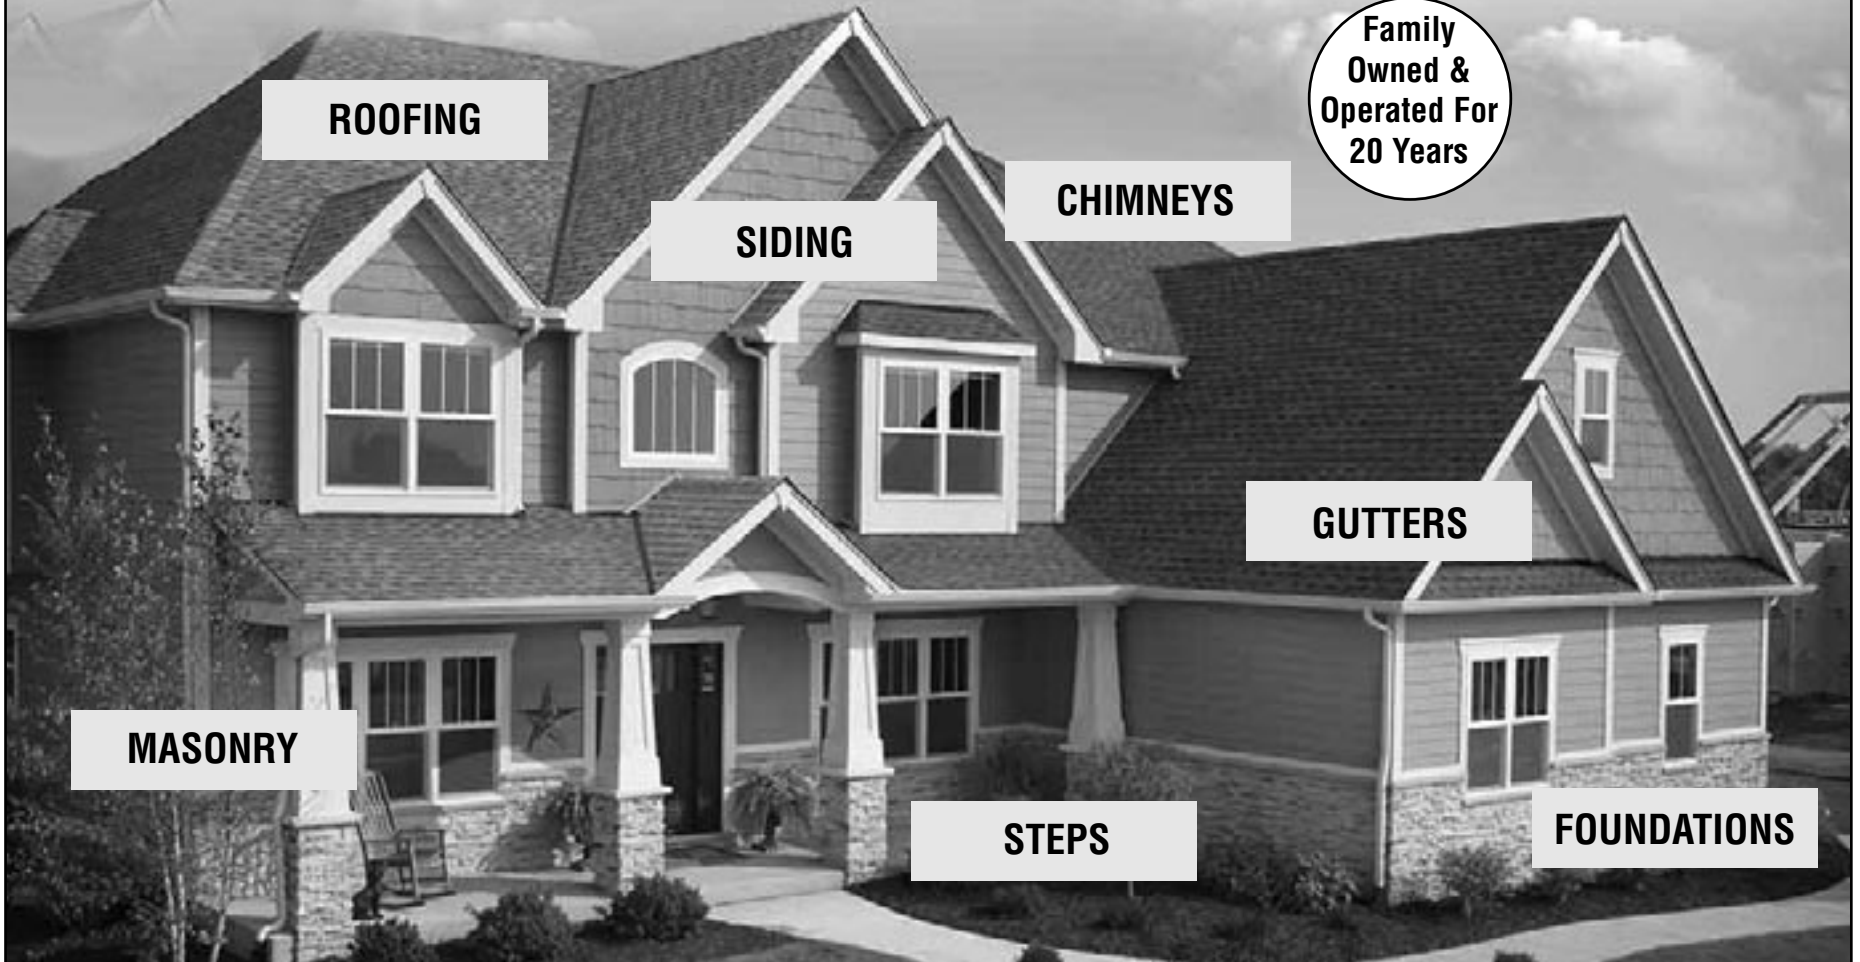 Family
Owned &
Operated For
20 Years
ROOFING
CHIMNEYS
SIDING
GUTTERS
MASONRY
STEPS
FOUNDATIONS